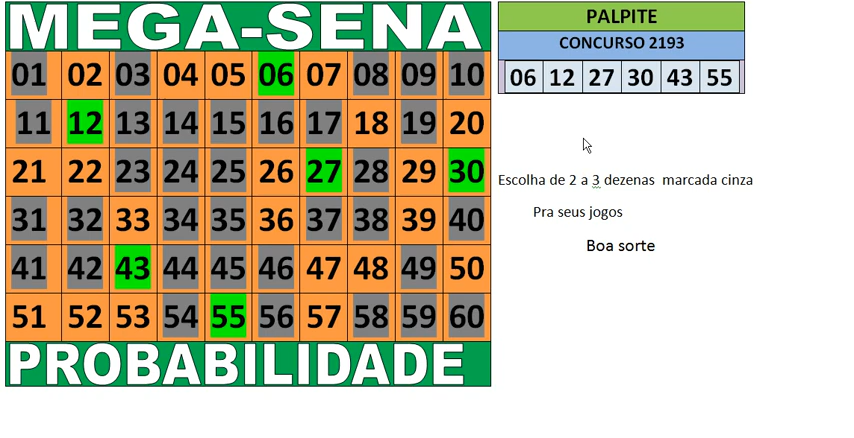 MEGA-SENA
01 02 03 04 05 06 07 08 09 10
11 12 13 14 15 16 17 18 19 20
21 22 23 24 25 26 27 28 29 30
31 32 33 34 35 36 37 38 39 40
41 42 43 44 45 46 47 48 49 50
51 52 53 54 55 56 57 58 59 60
PROBABILIDADE
PALPITE
CONCURSO 2193
06 12 27 30 43 55
Escolha de 2 a 3 dezenas marcada cinza
Pra seus jogos
Boa sorte